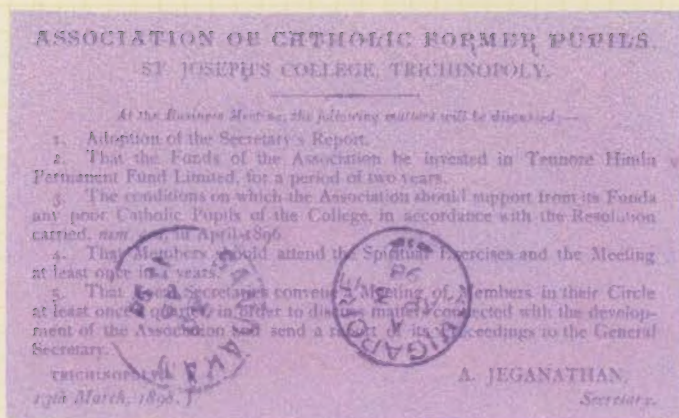 ASSOCIATION OF CATHOLIC FORMER PUPILS.
ST. JOSEPH'S COLLEGE, TRICHINOPOLY.
At the Business Meeting, the following matters will be discussed :—
1. Adoption of the Secretary's Report.
2. That the Funds of the Association be invested in Tennore Hindu
Permanent Fund Limited, for a period of two years.
3. The conditions on which the Association should support from its Funds
any poor Catholic Pupils of the College, in accordance with the Resolution
carried, nem. con, in April 1896.
4. That Members should attend the Spiritual Exercises and the Meeting
at least once in 4 years.
5. That Secretaries convene a Meeting of Members in their Circle
at least once a quarter, in order to discuss matters connected with the develop-
ment of the Association and send a report of its Proceedings to the General
Secretary.
TRICHINOPOLY
13th March, 1898.
A. JEGANATHAN,
Secretary.
SINGAPORE
98